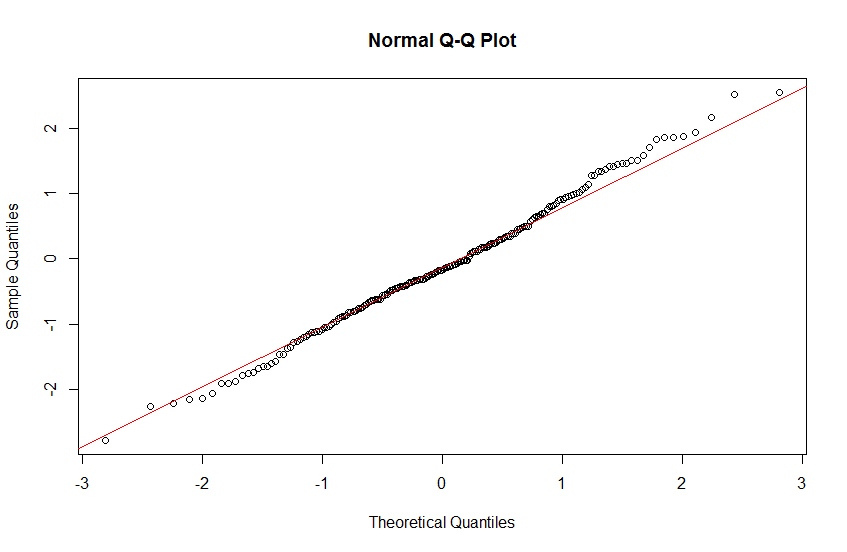 Normal Q-Q Plot
Sample Quantiles
2
1
0
-1
-2
-3 -2 -1 0 1 2 3
Theoretical Quantiles